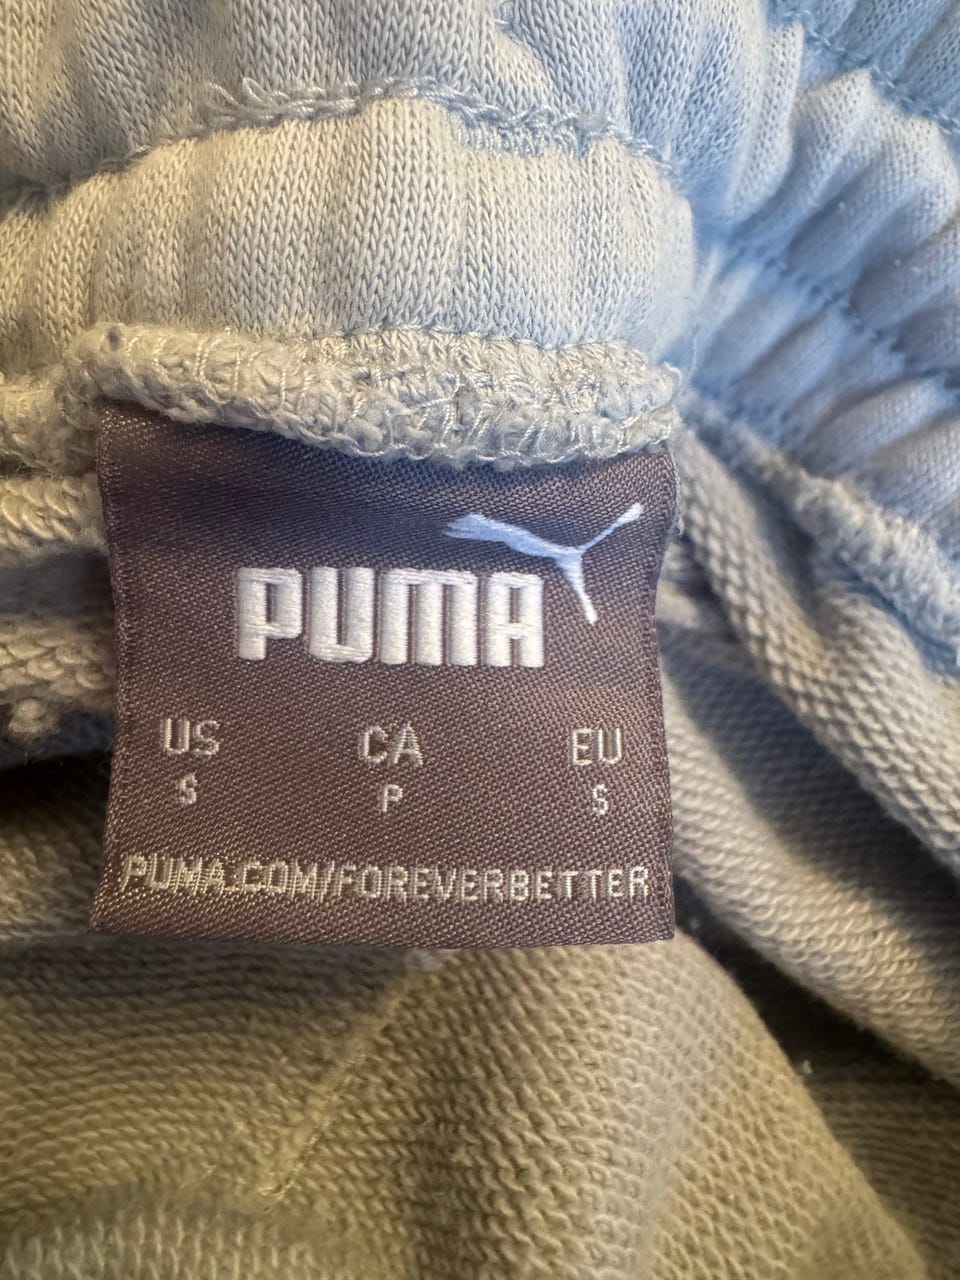 PUMA
US CA EU
S P S
PUMA.COM/FOREVERBETTER